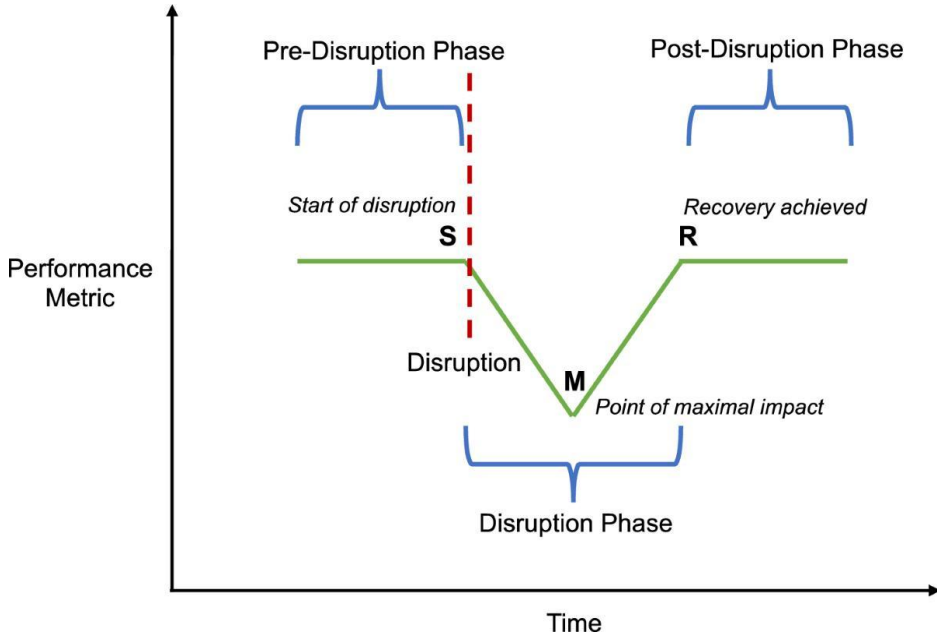 Pre-Disruption Phase
Post-Disruption Phase
Start of disruption
Recovery achieved
S
R
Performance
Metric
Disruption
M
Point of maximal impact
Disruption Phase
Time